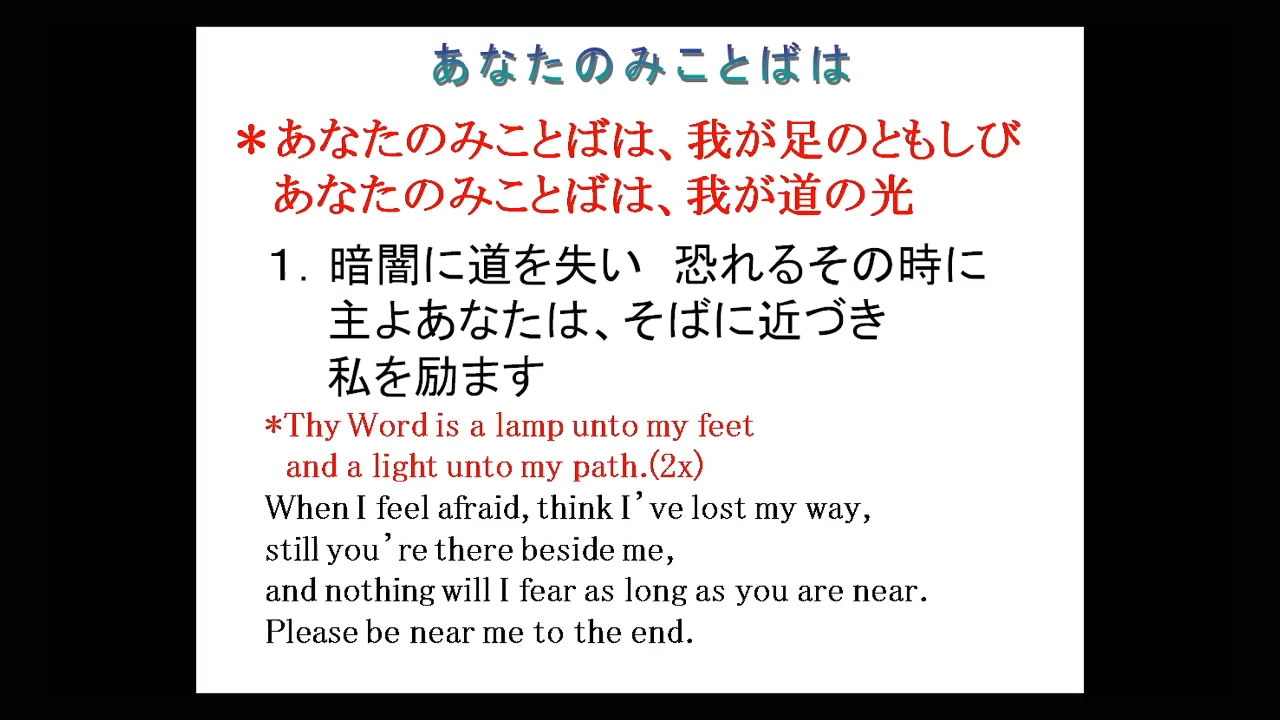 あなたのみことばは
*あなたのみことばは、我が足のともしび
あなたのみことばは、我が道の光
１．暗闇に道を失い　恐れるその時に
主よあなたは、そばに近づき
私を励ます
*Thy Word is a lamp unto my feet
and a light unto my path.(2x)
When I feel afraid, think I’ve lost my way,
still you’re there beside me,
and nothing will I fear as long as you are near.
Please be near me to the end.